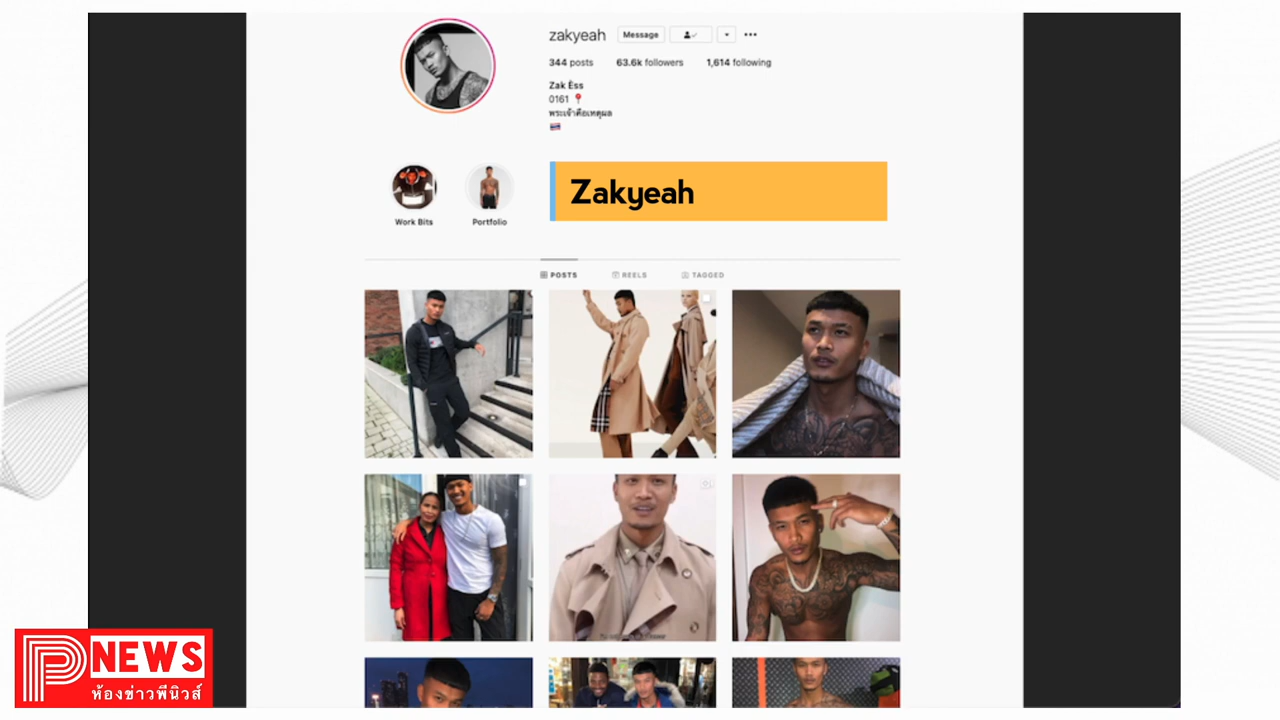 zakyeah Message
344 posts 63.6k followers 1,614 following
Zak Ēss
0161
พระเจ้าคือเหตุผล
Work Bits Portfolio
Zakyeah
POSTS REELS TAGGED
P NEWS
ห้องข่าวพีนิวส์